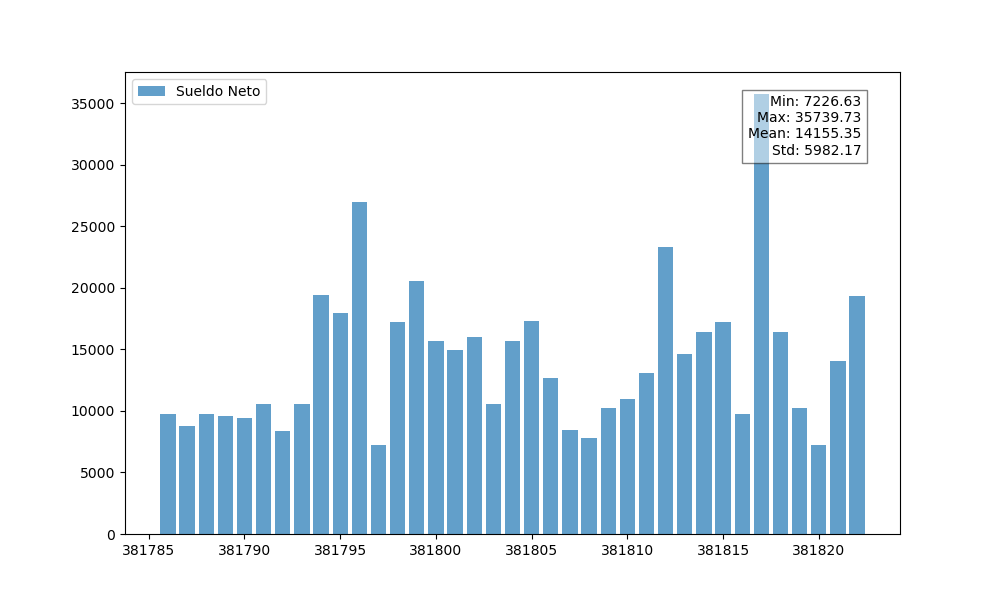 Sueldo Neto
Min: 7226.63
Max: 35739.73
Mean: 14155.35
Std: 5982.17
35000
30000
25000
20000
15000
10000
5000
0
381785 381790 381795 381800 381805 381810 381815 381820